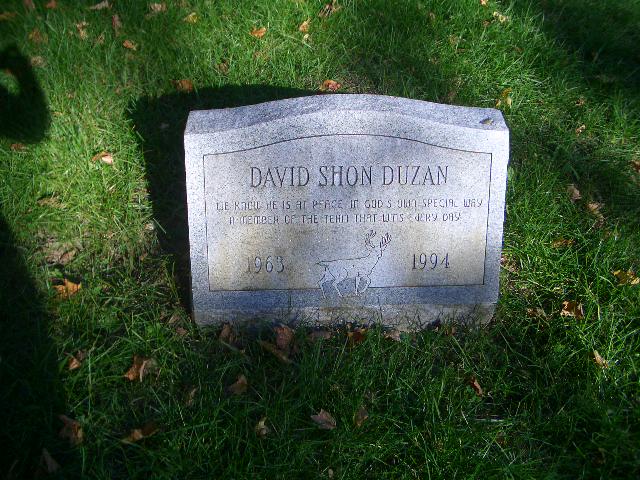 DAVID SHON DUZAN
WE KNOW HE IS AT PEACE IN GOD'S OWN SPECIAL WAY
A MEMBER OF THE TEAM THAT WINS EVERY DAY
1963 1994